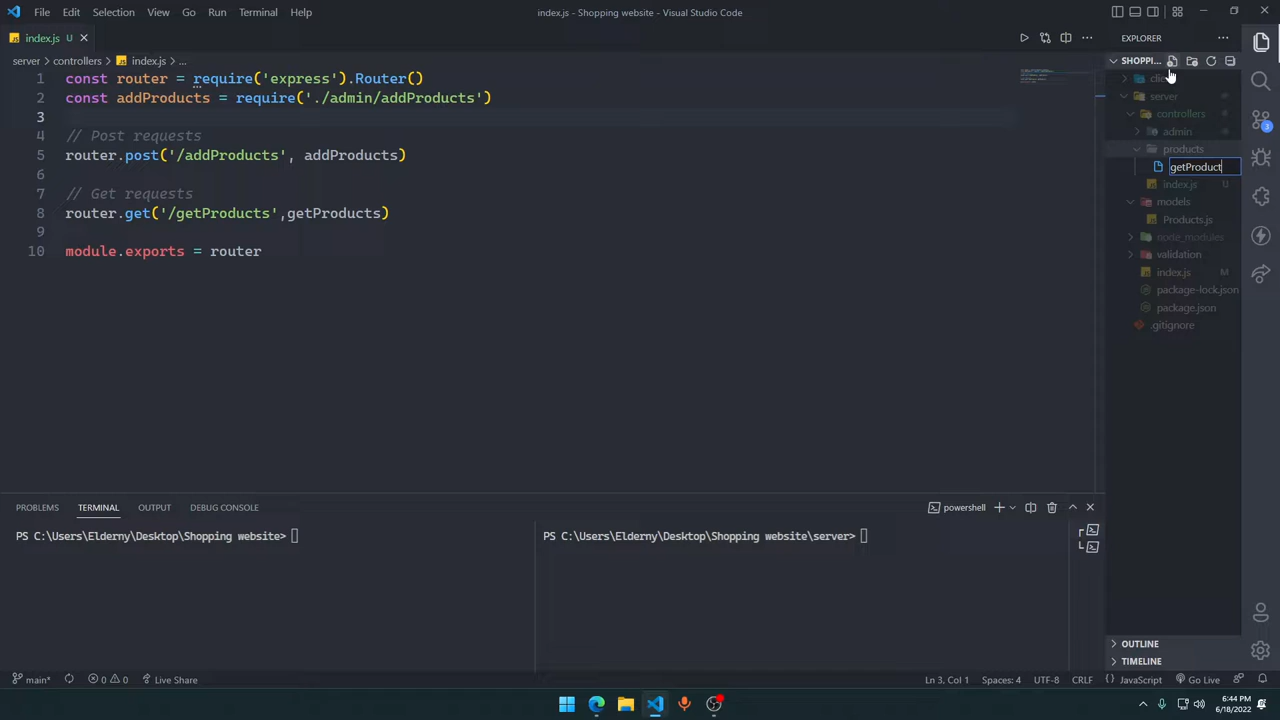 File Edit Selection View Go Run Terminal Help
index.js - Shopping website - Visual Studio Code
index.js U
server > controllers > index.js > ...
1 const router = require('express').Router()
2 const addProducts = require('./admin/addProducts')
3
4 // Post requests
5 router.post('/addProducts', addProducts)
6
7 // Get requests
8 router.get('/getProducts',getProducts)
9
10 module.exports = router
EXPLORER
SHOPPI...
server
controllers
admin
products
getProduct
index.js U
models
Products.js
node_modules
validation
index.js M
package-lock.json
package.json
.gitignore
3
OUTLINE
TIMELINE
PROBLEMS TERMINAL OUTPUT DEBUG CONSOLE
powershell
PS C:\Users\Elderny\Desktop\Shopping website>
PS C:\Users\Elderny\Desktop\Shopping website\server>
main* 0 0 Live Share
Ln 3, Col 1 Spaces: 4 UTF-8 CRLF {} JavaScript Go Live
6:44 PM
6/18/2022